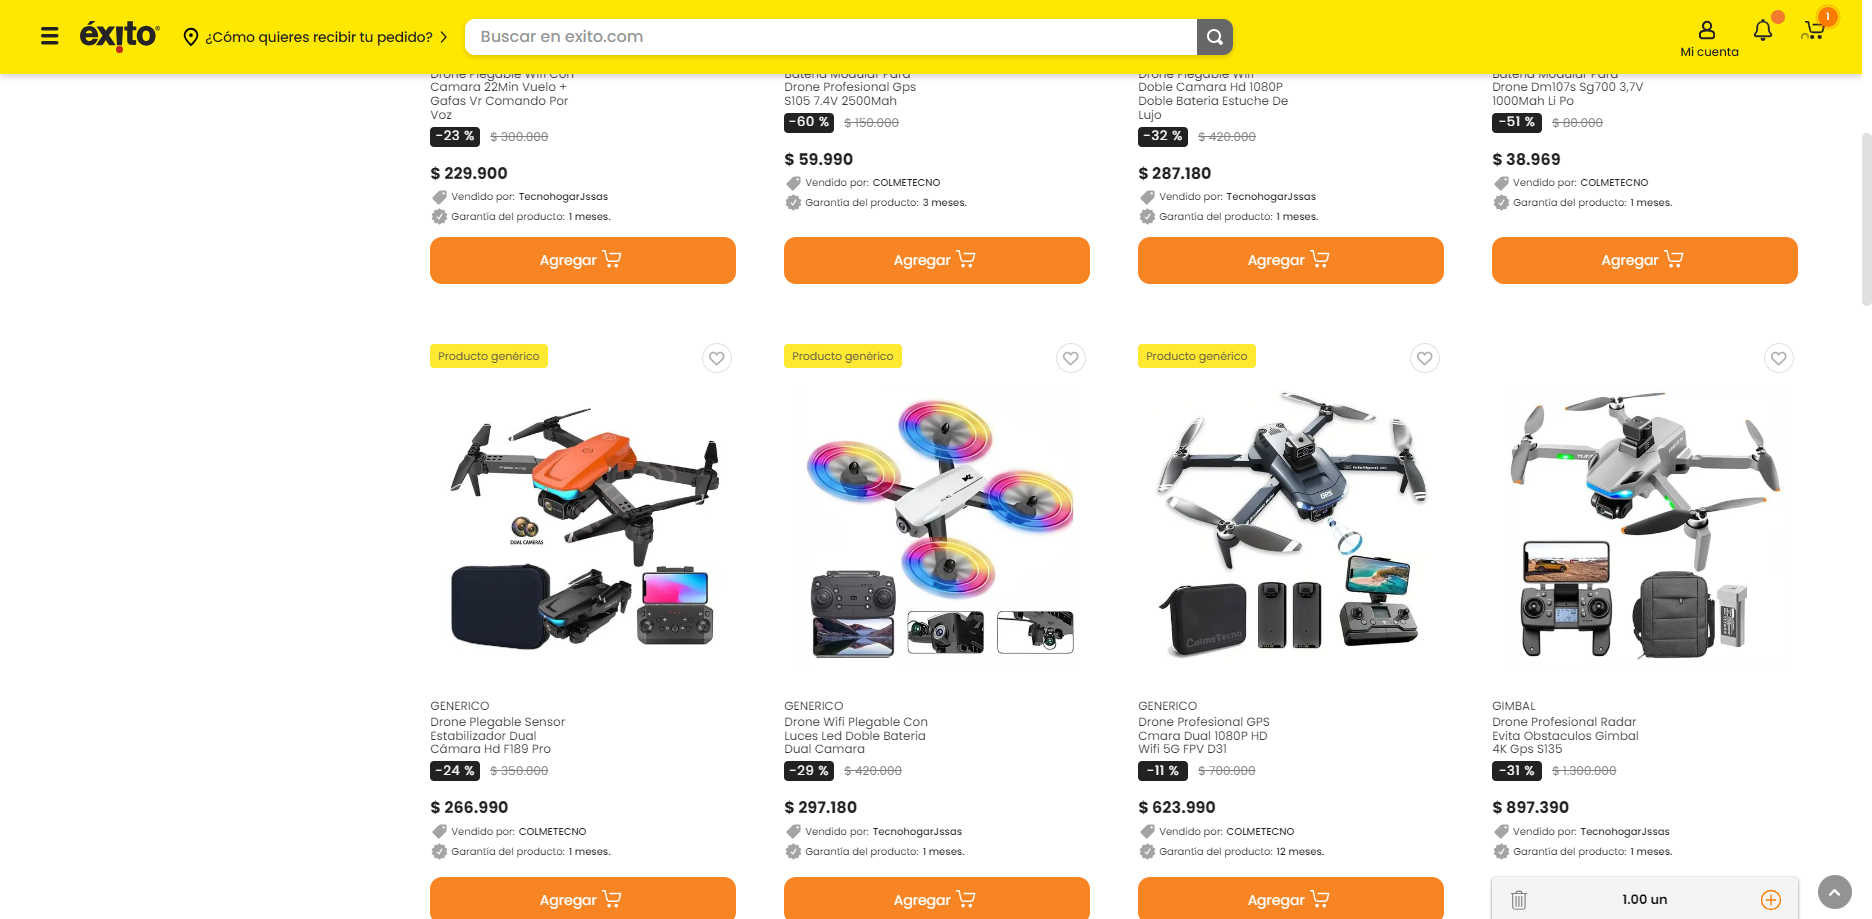 éxito
¿Cómo quieres recibir tu pedido?
Buscar en exito.com
Mi cuenta
1
Drone Plegable Wifi Con
Camara 22Min Vuelo +
Gafas Vr Comando Por
Voz
-23 % $ 300.000
$ 229.900
Vendido por: TecnohogarJssas
Garantía del producto: 1 meses.
Agregar
Bateria Modular Para
Drone Profesional Gps
S105 7.4V 2500Mah
-60 % $ 150.000
$ 59.990
Vendido por: COLMETECNO
Garantía del producto: 3 meses.
Agregar
Drone Plegable Wifi
Doble Camara Hd 1080P
Doble Bateria Estuche De
Lujo
-32 % $ 420.000
$ 287.180
Vendido por: TecnohogarJssas
Garantía del producto: 1 meses.
Agregar
Bateria Modular Para
Drone Dm107s Sg700 3,7V
1000Mah Li Po
-51 % $ 80.000
$ 38.969
Vendido por: COLMETECNO
Garantía del producto: 1 meses.
Agregar
Producto genérico
DUAL CAMERAS
GENERICO
Drone Plegable Sensor
Estabilizador Dual
Cámara Hd F189 Pro
-24 % $ 350.000
$ 266.990
Vendido por: COLMETECNO
Garantía del producto: 1 meses.
Agregar
Producto genérico
GENERICO
Drone Wifi Plegable Con
Luces Led Doble Bateria
Dual Camara
-29 % $ 420.000
$ 297.180
Vendido por: TecnohogarJssas
Garantía del producto: 1 meses.
Agregar
Producto genérico
GPS
ColmeTecno
GENERICO
Drone Profesional GPS
Cmara Dual 1080P HD
Wifi 5G FPV D31
-11 % $ 700.000
$ 623.990
Vendido por: COLMETECNO
Garantía del producto: 12 meses.
Agregar
GIMBAL
Drone Profesional Radar
Evita Obstaculos Gimbal
4K Gps S135
-31 % $ 1.300.000
$ 897.390
Vendido por: TecnohogarJssas
Garantía del producto: 1 meses.
1.00 un